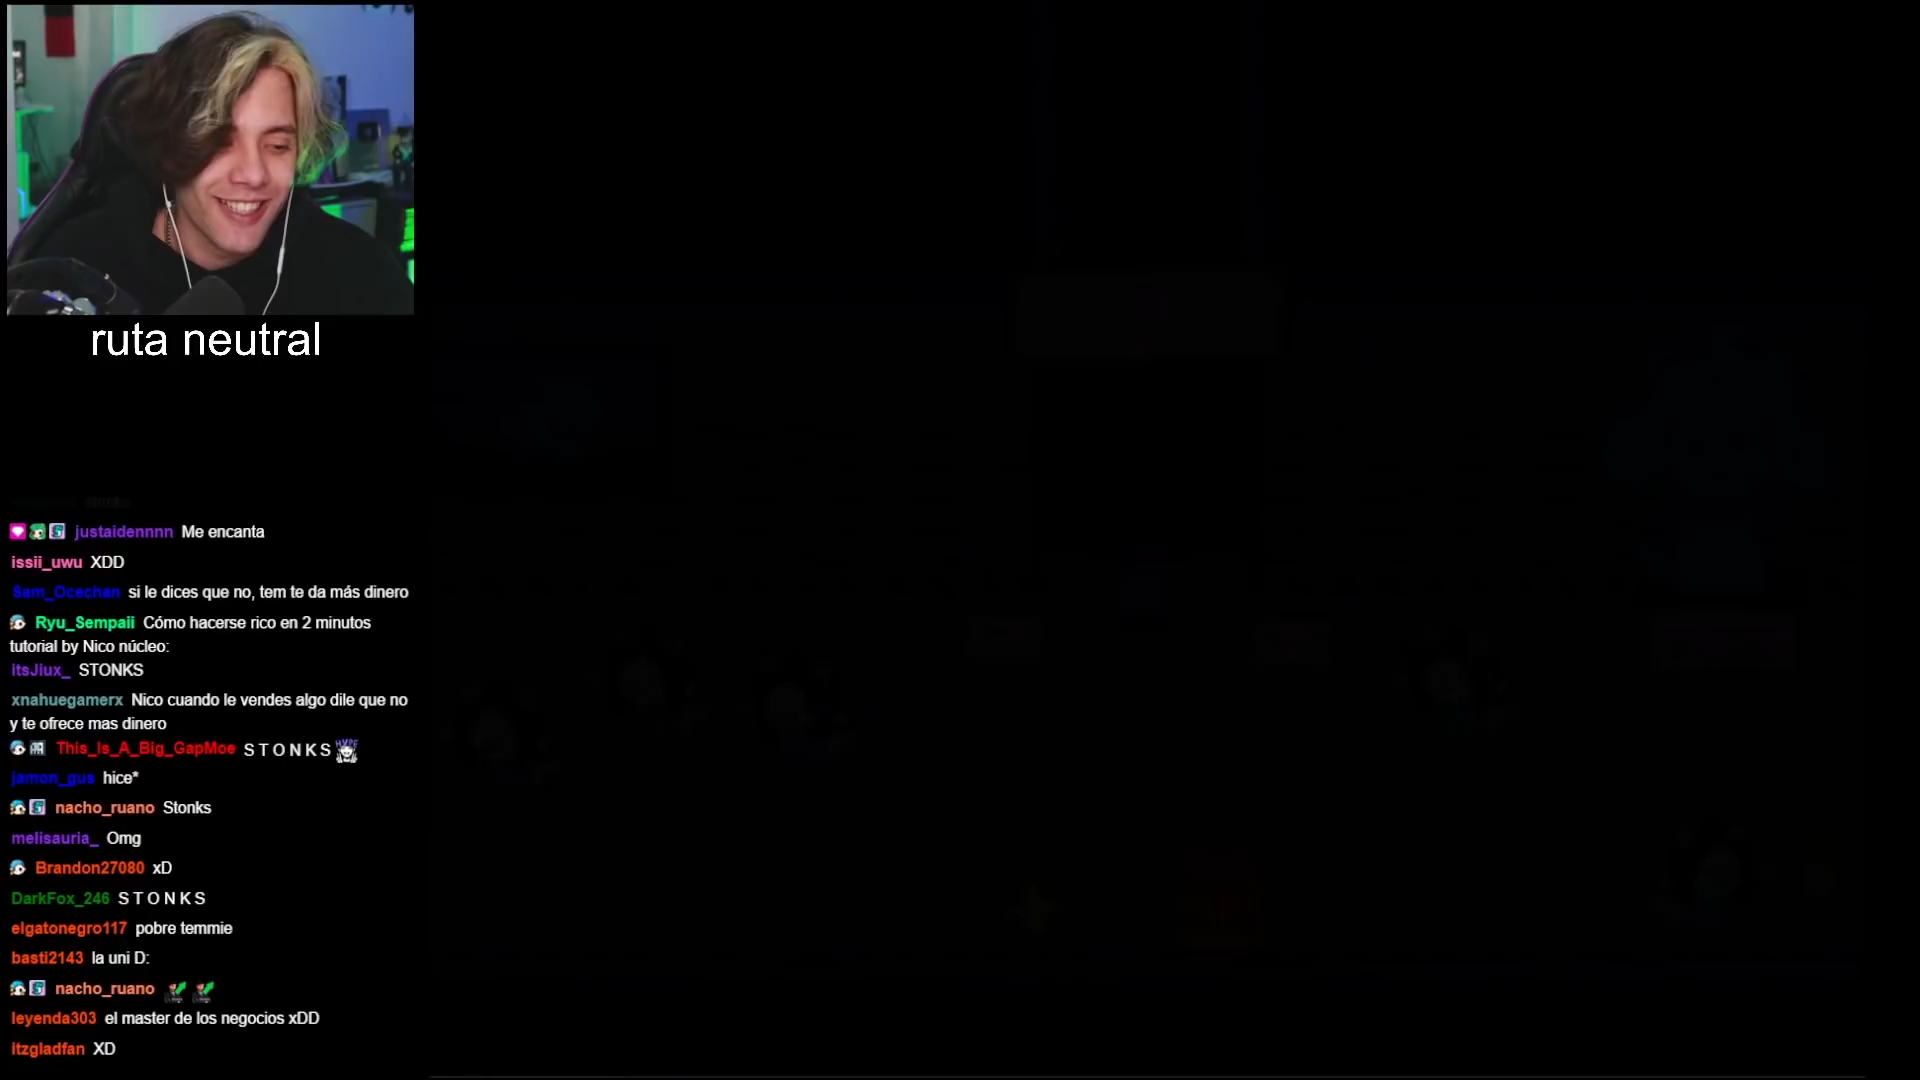 ruta neutral
justaidennnn Me encanta
issii_uwu XDD
Sam_Ocechan si le dices que no, tem te da más dinero
Ryu_Sempaii Cómo hacerse rico en 2 minutos
tutorial by Nico núcleo:
itsJiux_ STONKS
xnahuegamerx Nico cuando le vendes algo dile que no
y te ofrece mas dinero
This_Is_A_Big_GapMoe S T O N K S
jamon_gus hice*
nacho_ruano Stonks
melisauria_ Omg
Brandon27080 xD
DarkFox_246 S T O N K S
elgatonegro117 pobre temmie
basti2143 la uni D:
nacho_ruano
leyenda303 el master de los negocios xDD
itzgladfan XD